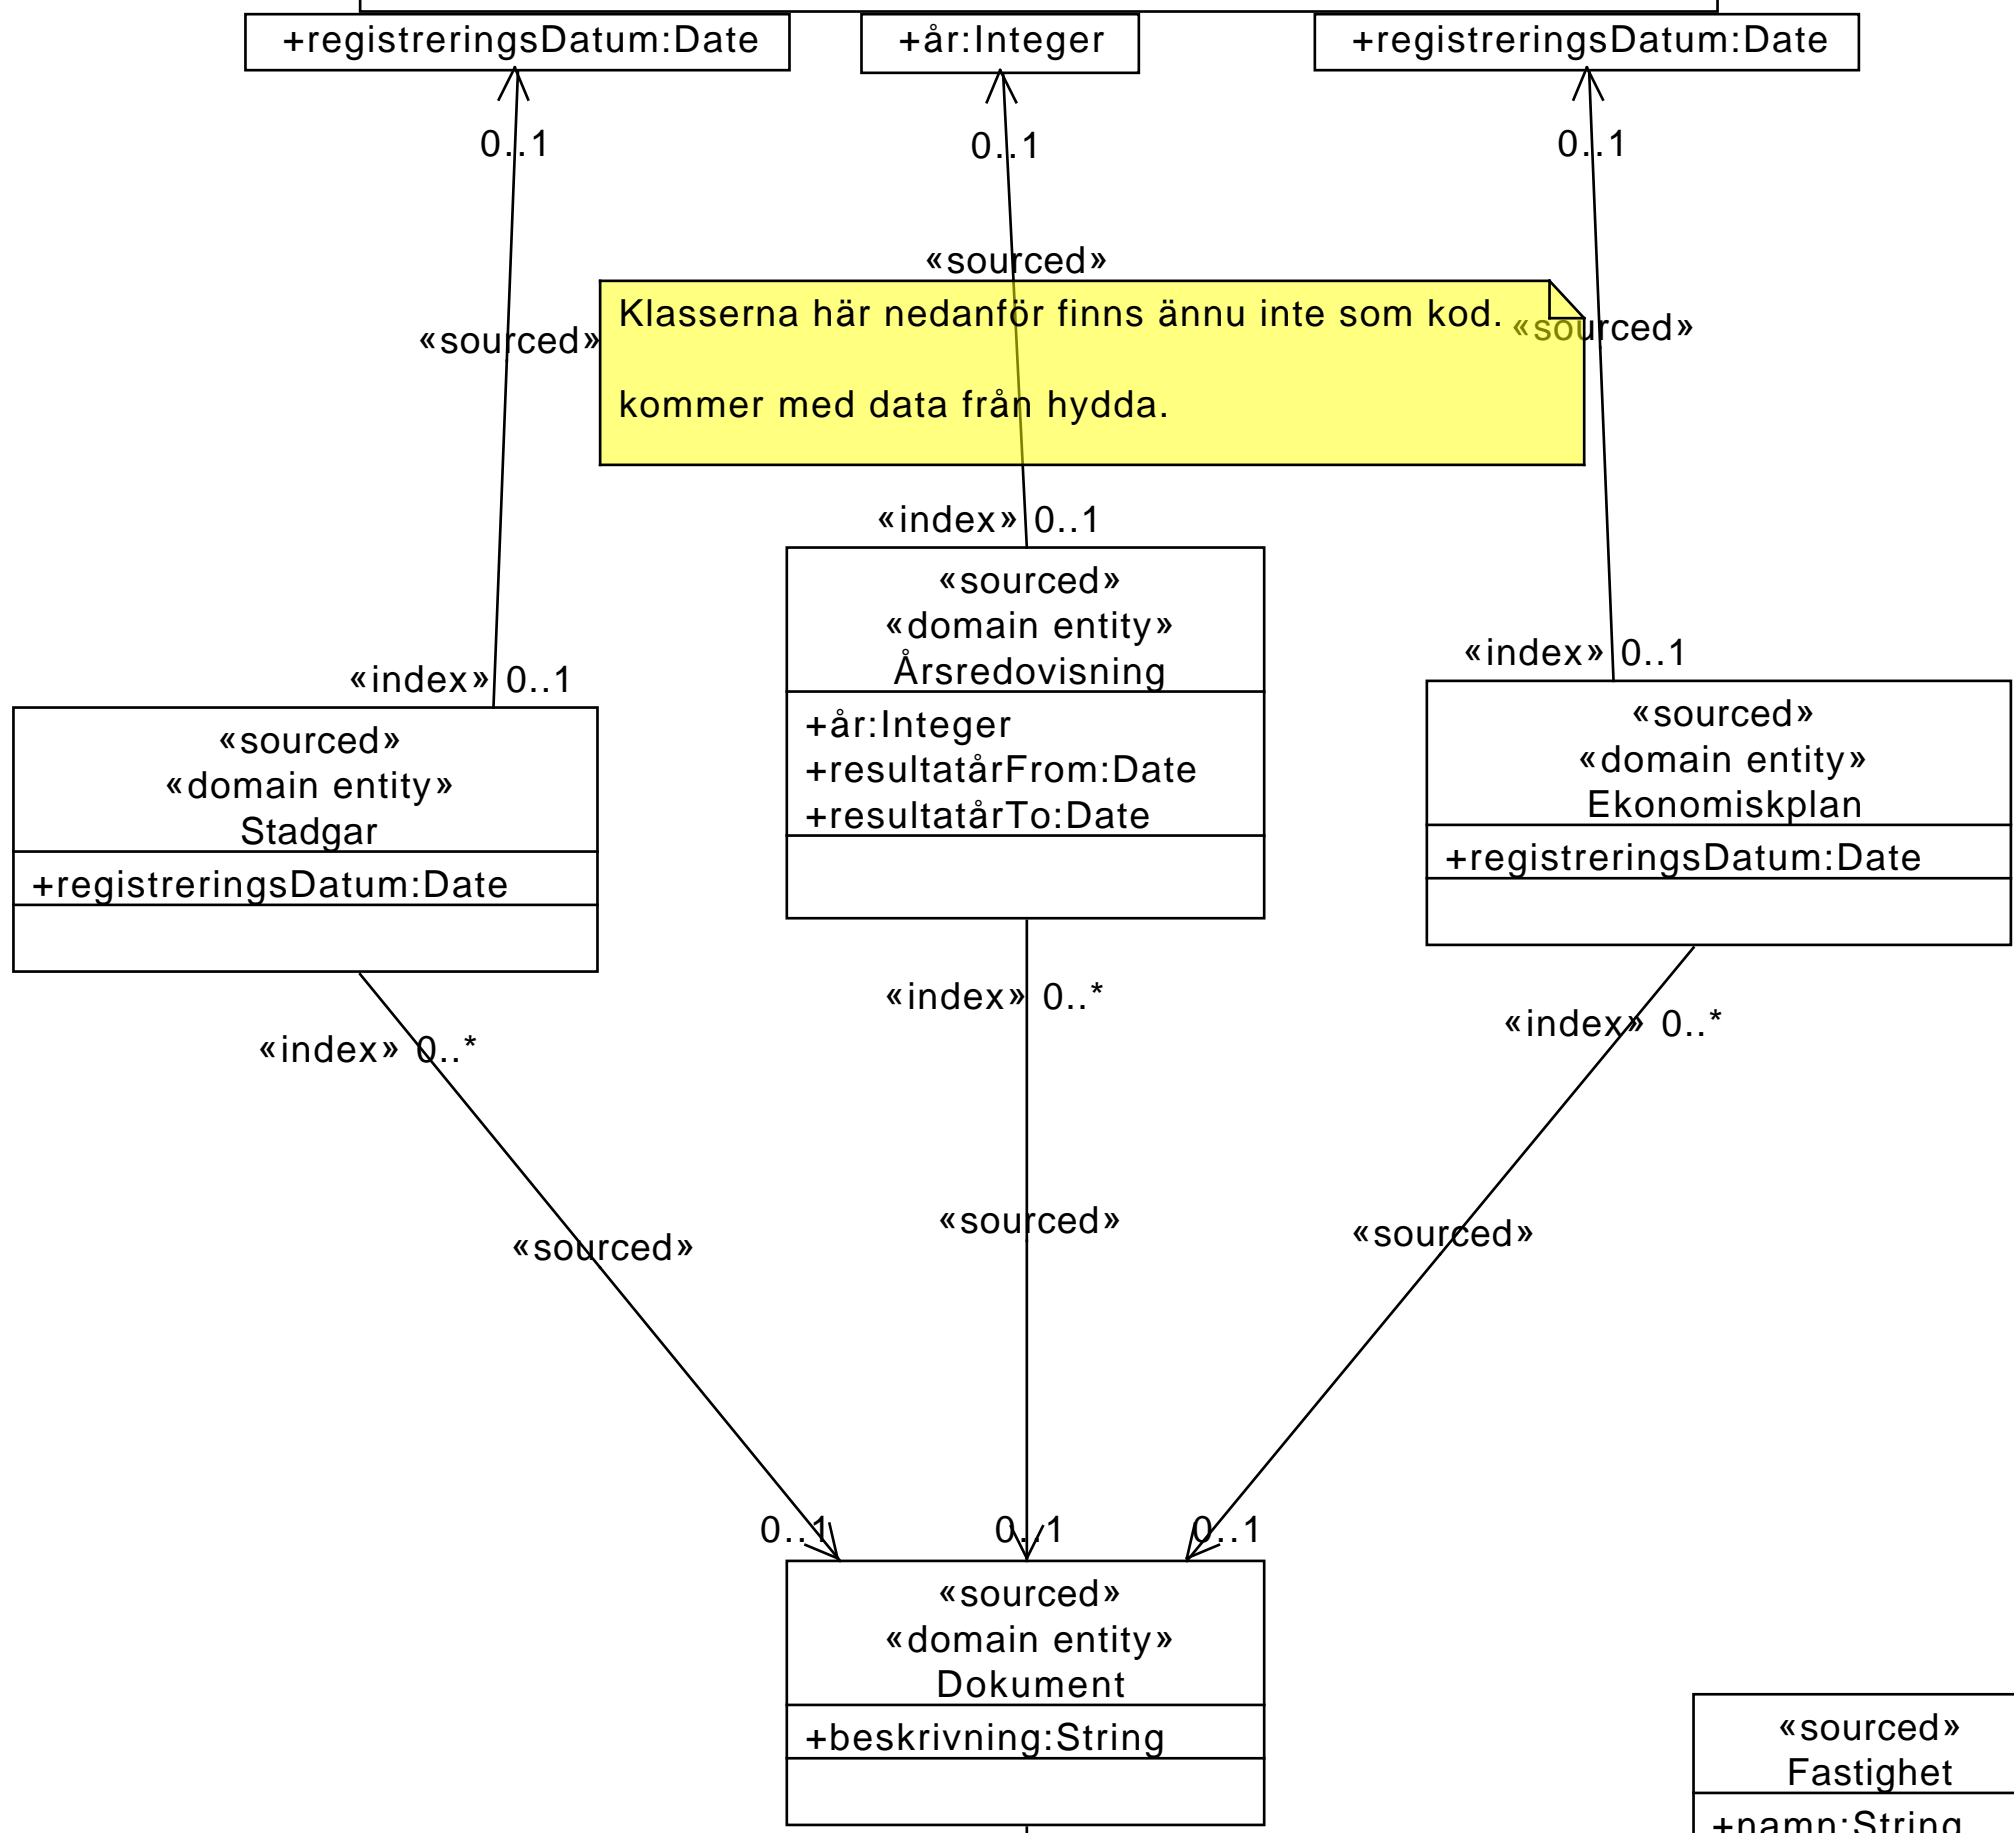 +registreringsDatum:Date
+år:Integer
+registreringsDatum:Date
0..1
0..1
0..1
«sourced»
«sourced»
«sourced»
Klasserna här nedanför finns ännu inte som kod.
kommer med data från hydda.
«index» 0..1
«index» 0..1
«index» 0..1
«sourced»
«domain entity»
Stadgar
+registreringsDatum:Date
«sourced»
«domain entity»
Årsredovisning
+år:Integer
+resultatårFrom:Date
+resultatårTo:Date
«sourced»
«domain entity»
Ekonomiskplan
+registreringsDatum:Date
«index» 0..*
«index» 0..*
«index» 0..*
«sourced»
«sourced»
«sourced»
0..1
0..1
0..1
«sourced»
«domain entity»
Dokument
+beskrivning:String
«sourced»
Fastighet
+namn:String